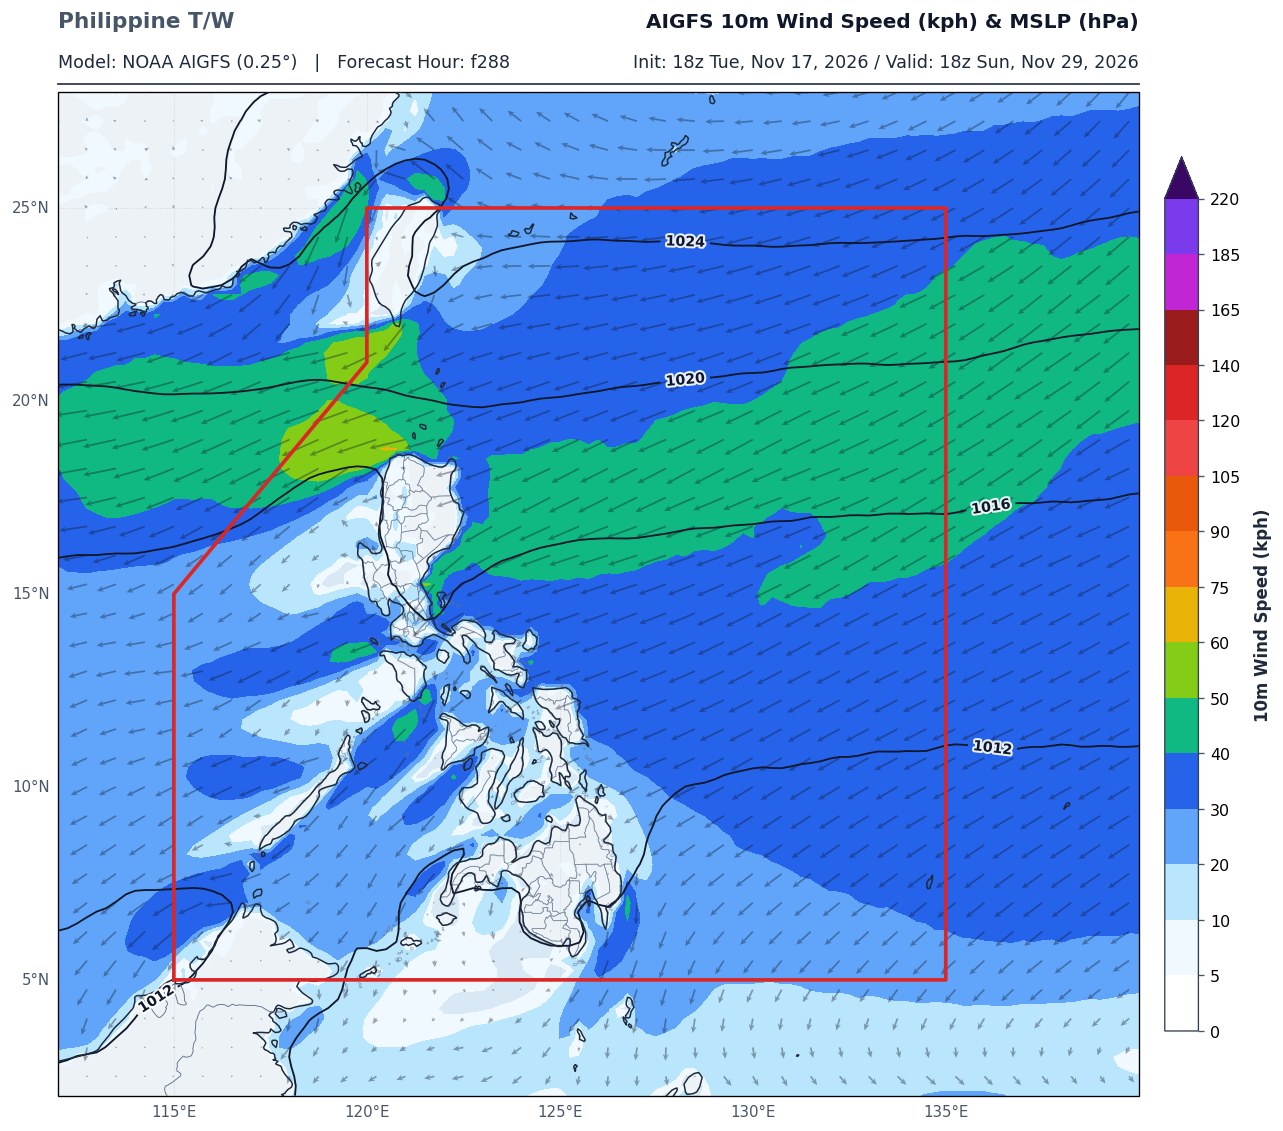 Philippine T/W
AIGFS 10m Wind Speed (kph) & MSLP (hPa)
Model: NOAA AIGFS (0.25°) | Forecast Hour: f288
Init: 18z Tue, Nov 17, 2026 / Valid: 18z Sun, Nov 29, 2026
25°N
20°N
15°N
10°N
5°N
115°E
120°E
125°E
130°E
135°E
1024
1020
1016
1012
1012
220
185
165
140
120
105
90
75
60
50
40
30
20
10
5
0
10m Wind Speed (kph)